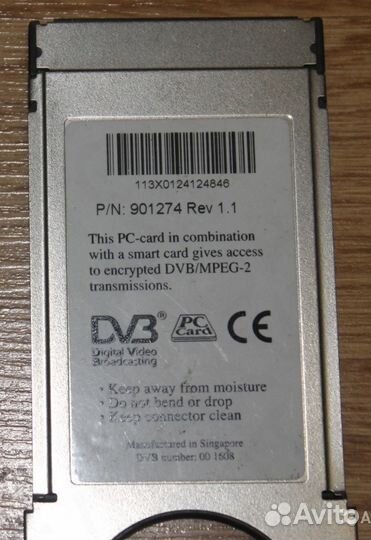 113X0124124846
P/N: 901274 Rev 1.1
This PC-card in combination
with a smart card gives access
to encrypted DVB/MPEG-2
transmissions.
DVB®
PC Card
CE
Digital Video
Broadcasting
· Keep away from moisture
· Do not bend or drop
· Keep connector clean
Manufactured in Singapore
DVB number: 00 1608
Avito